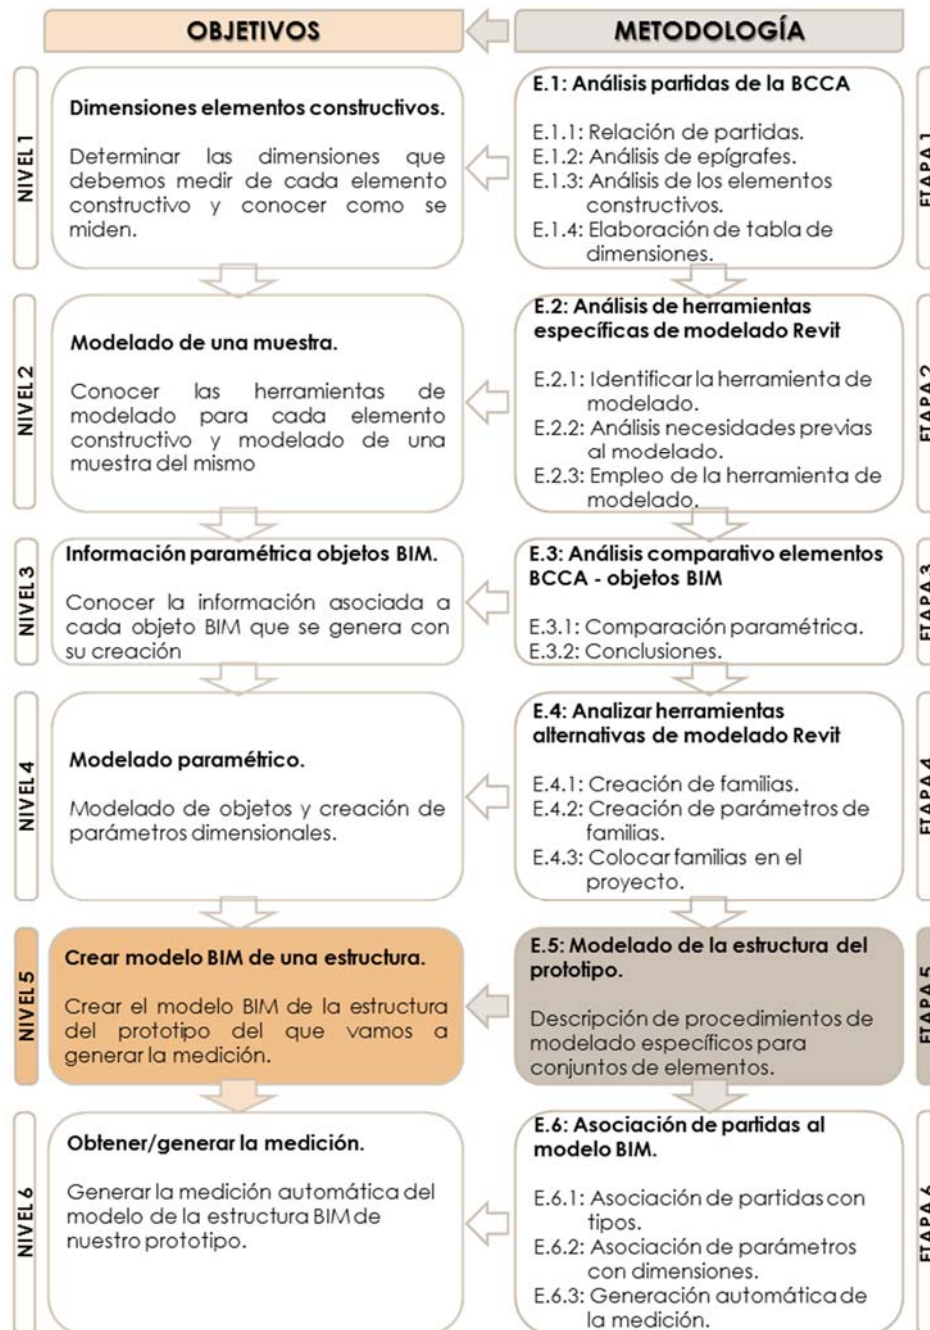 OBJETIVOS
METODOLOGÍA
NIVEL 1
Dimensiones elementos constructivos.
Determinar las dimensiones que
debemos medir de cada elemento
constructivo y conocer como se
miden.
E.1: Análisis partidas de la BCCA
E.1.1: Relación de partidas.
E.1.2: Análisis de epígrafes.
E.1.3: Análisis de los elementos
constructivos.
E.1.4: Elaboración de tabla de
dimensiones.
ETAPA 1
NIVEL 2
Modelado de una muestra.
Conocer las herramientas de
modelado para cada elemento
constructivo y modelado de una
muestra del mismo
E.2: Análisis de herramientas
específicas de modelado Revit
E.2.1: Identificar la herramienta de
modelado.
E.2.2: Análisis necesidades previas
al modelado.
E.2.3: Empleo de la herramienta de
modelado.
ETAPA 2
NIVEL 3
Información paramétrica objetos BIM.
Conocer la información asociada a
cada objeto BIM que se genera con
su creación
E.3: Análisis comparativo elementos
BCCA - objetos BIM
E.3.1: Comparación paramétrica.
E.3.2: Conclusiones.
ETAPA 3
NIVEL 4
Modelado paramétrico.
Modelado de objetos y creación de
parámetros dimensionales.
E.4: Analizar herramientas
alternativas de modelado Revit
E.4.1: Creación de familias.
E.4.2: Creación de parámetros de
familias.
E.4.3: Colocar familias en el
proyecto.
ETAPA 4
NIVEL 5
Crear modelo BIM de una estructura.
Crear el modelo BIM de la estructura
del prototipo del que vamos a
generar la medición.
E.5: Modelado de la estructura del
prototipo.
Descripción de procedimientos de
modelado específicos para
conjuntos de elementos.
ETAPA 5
NIVEL 6
Obtener/generar la medición.
Generar la medición automática del
modelo de la estructura BIM de
nuestro prototipo.
E.6: Asociación de partidas al
modelo BIM.
E.6.1: Asociación de partidas con
tipos.
E.6.2: Asociación de parámetros
con dimensiones.
E.6.3: Generación automática de
la medición.
ETAPA 6